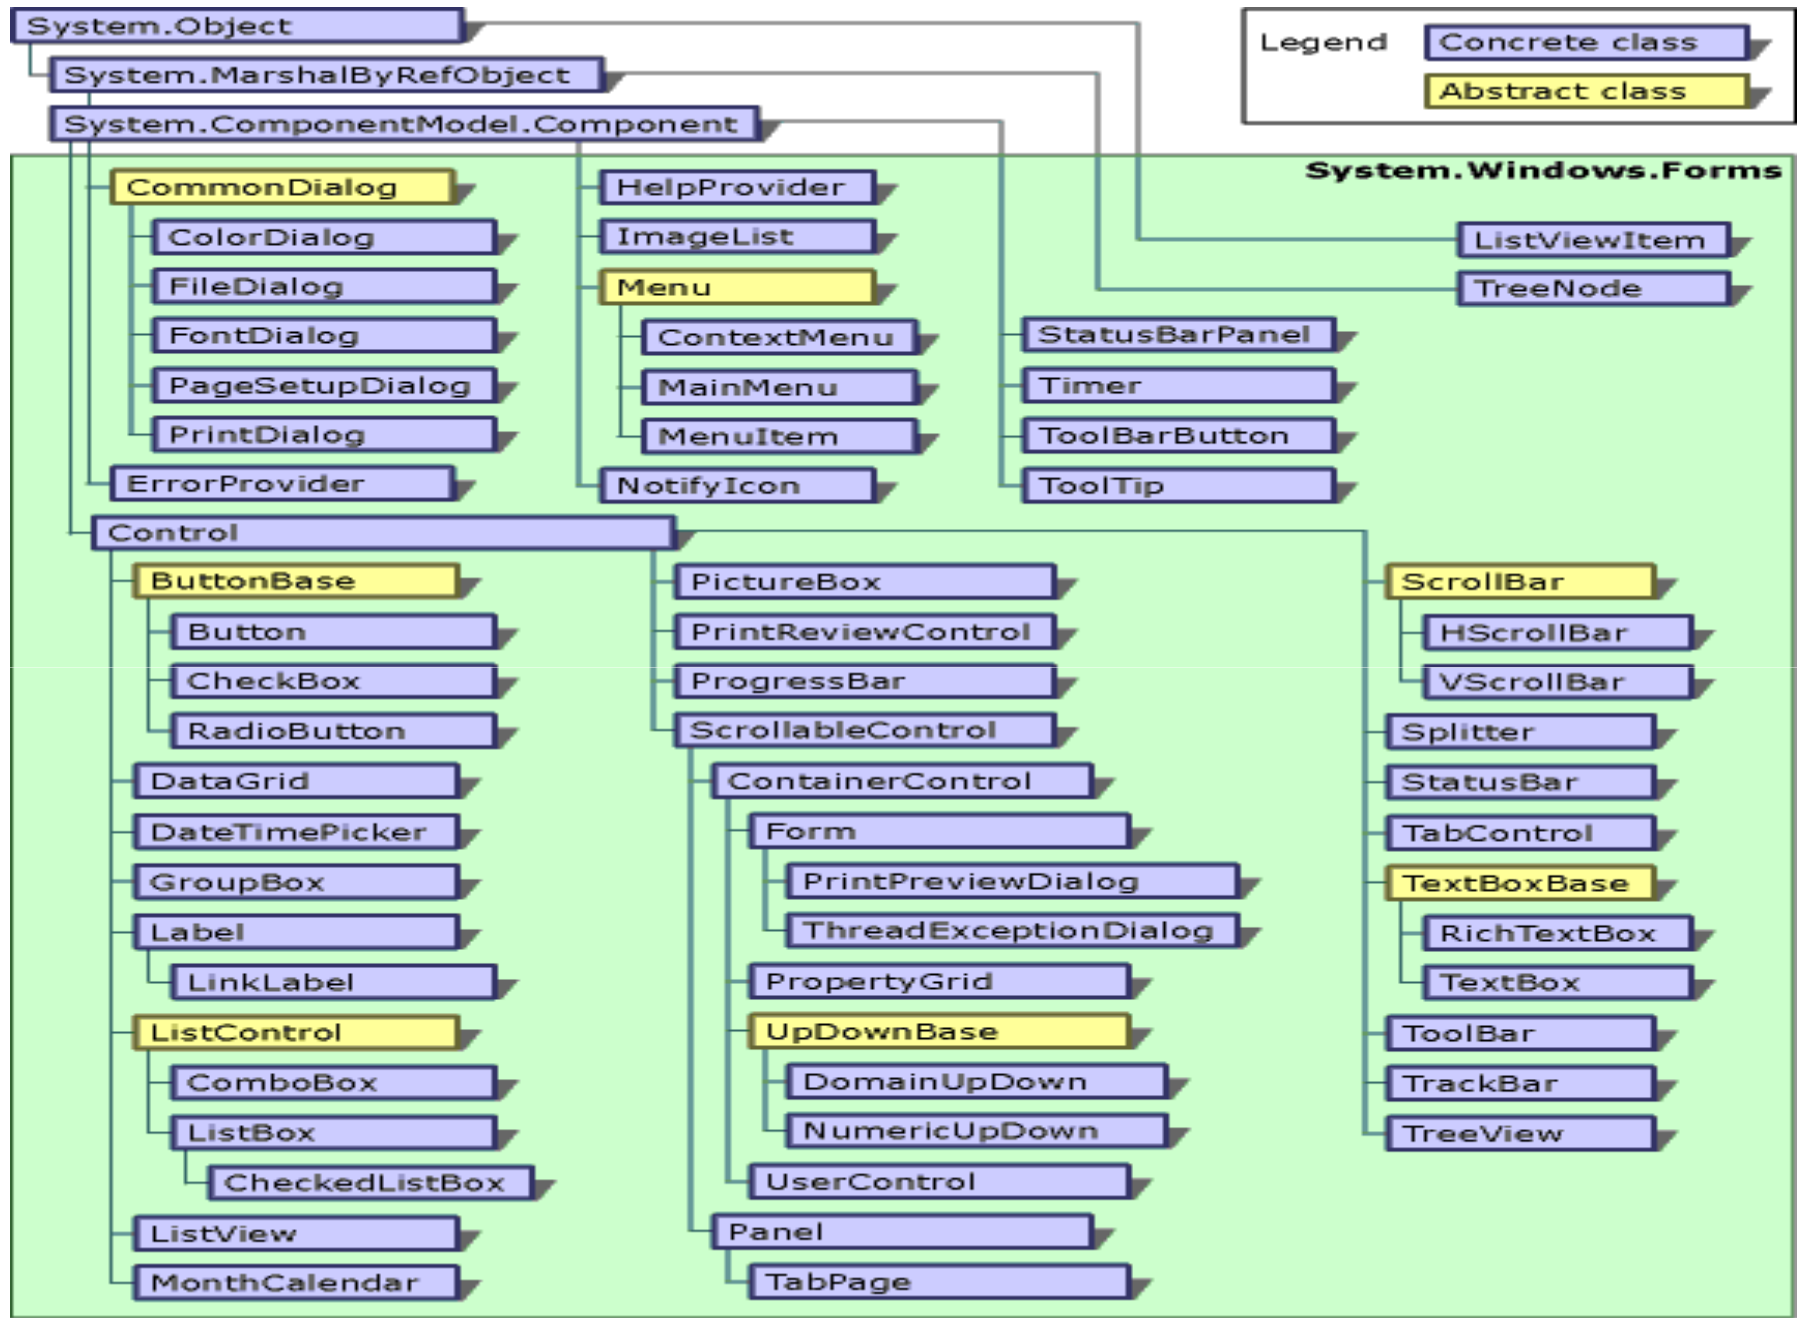 System.Object
System.MarshalByRefObject
System.ComponentModel.Component
Legend
Concrete class
Abstract class
System.Windows.Forms
CommonDialog
ColorDialog
FileDialog
FontDialog
PageSetupDialog
PrintDialog
ErrorProvider
HelpProvider
ImageList
Menu
ContextMenu
MainMenu
MenuItem
NotifyIcon
StatusBarPanel
Timer
ToolBarButton
ToolTip
ListViewItem
TreeNode
Control
ButtonBase
Button
CheckBox
RadioButton
DataGrid
DateTimePicker
GroupBox
Label
LinkLabel
ListControl
ComboBox
ListBox
CheckedListBox
ListView
MonthCalendar
PictureBox
PrintReviewControl
ProgressBar
ScrollableControl
ContainerControl
Form
PrintPreviewDialog
ThreadExceptionDialog
PropertyGrid
UpDownBase
DomainUpDown
NumericUpDown
UserControl
Panel
TabPage
ScrollBar
HScrollBar
VScrollBar
Splitter
StatusBar
TabControl
TextBoxBase
RichTextBox
TextBox
ToolBar
TrackBar
TreeView